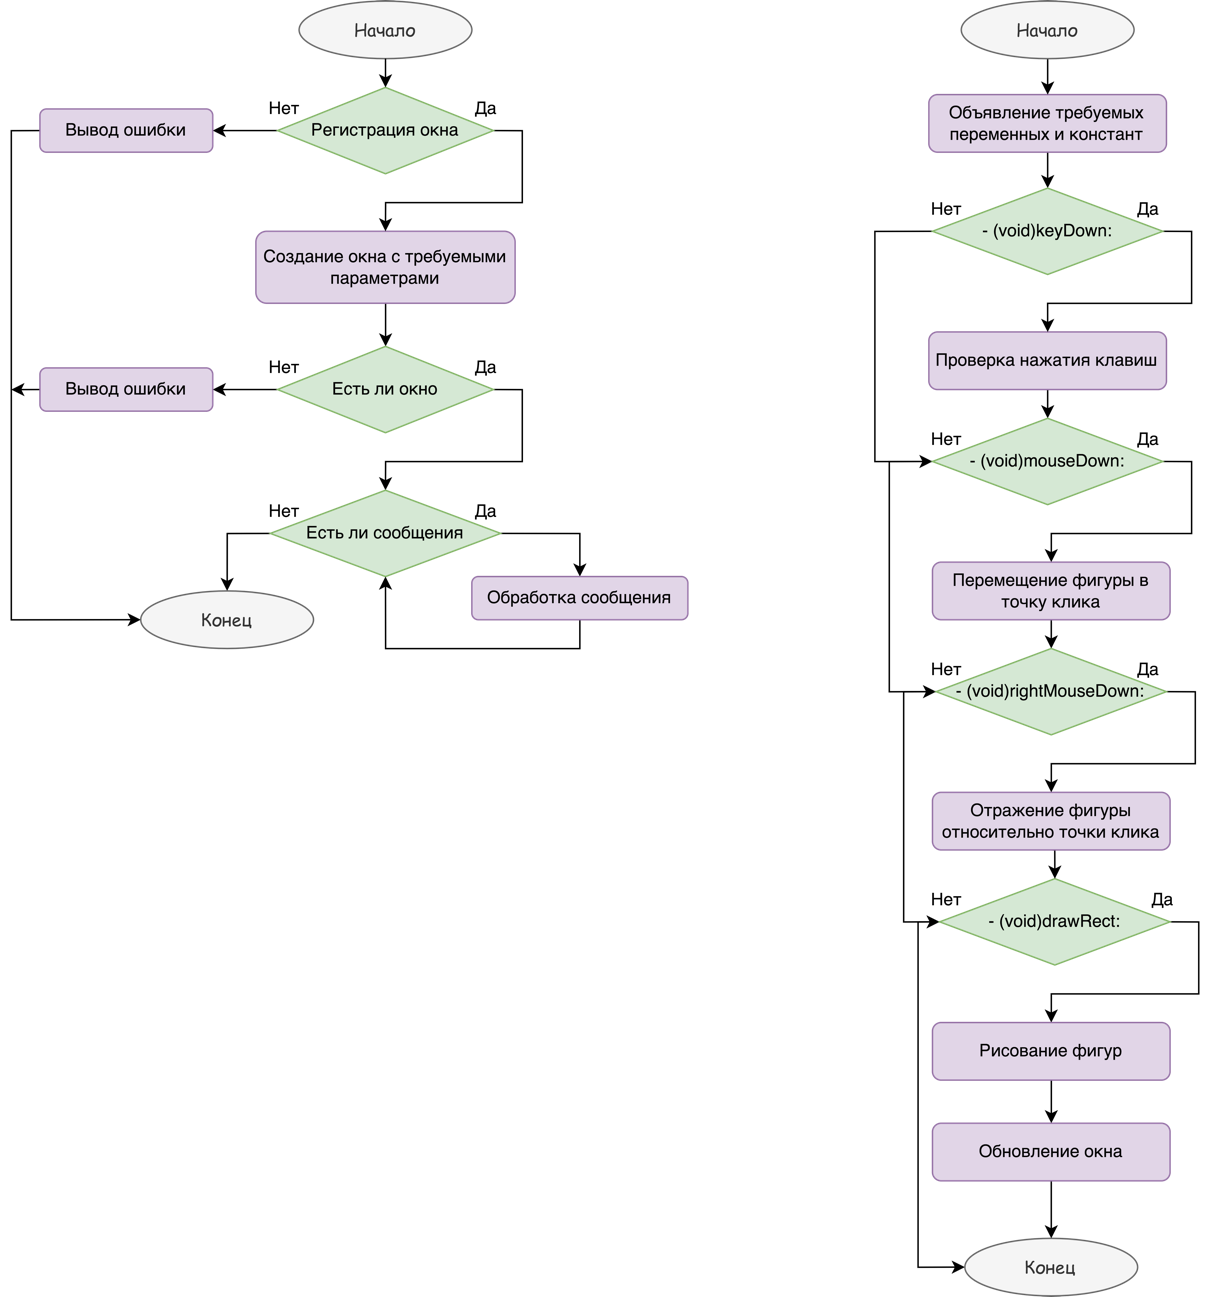 Начало
Нет
Да
Вывод ошибки
Регистрация окна
Создание окна с требуемыми
параметрами
Нет
Да
Вывод ошибки
Есть ли окно
Нет
Да
Есть ли сообщения
Обработка сообщения
Конец
Начало
Объявление требуемых
переменных и констант
Нет
Да
- (void)keyDown:
Проверка нажатия клавиш
Нет
Да
- (void)mouseDown:
Перемещение фигуры в
точку клика
Нет
Да
- (void)rightMouseDown:
Отражение фигуры
относительно точки клика
Нет
Да
- (void)drawRect:
Рисование фигур
Обновление окна
Конец